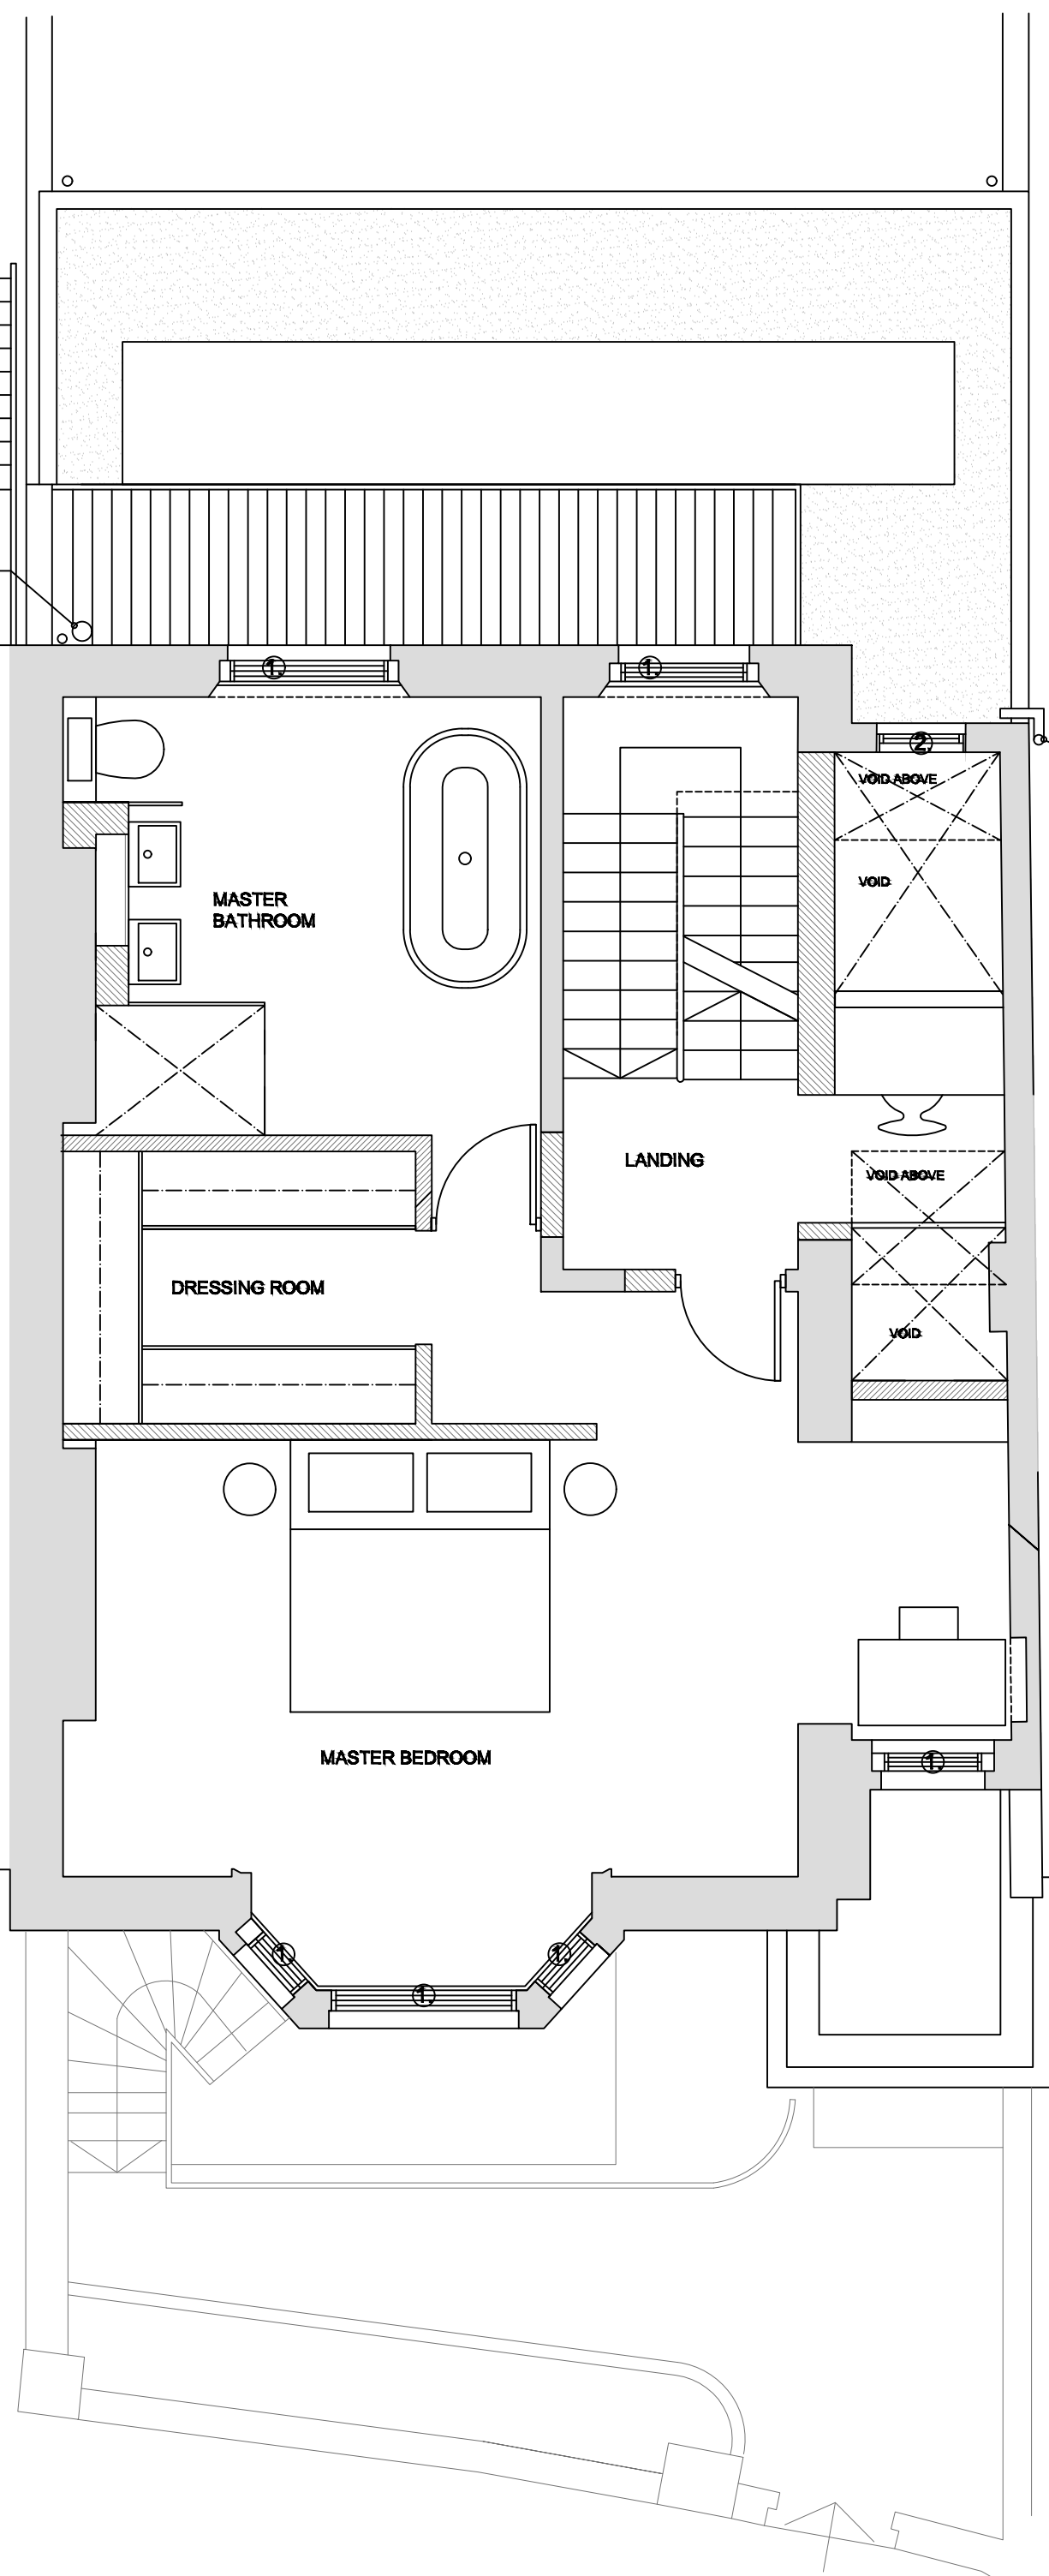 1.
1.
2.
VOID ABOVE
VOID
MASTER
BATHROOM
LANDING
VOID ABOVE
DRESSING ROOM
VOID
MASTER BEDROOM
1.
1.
1.
1.